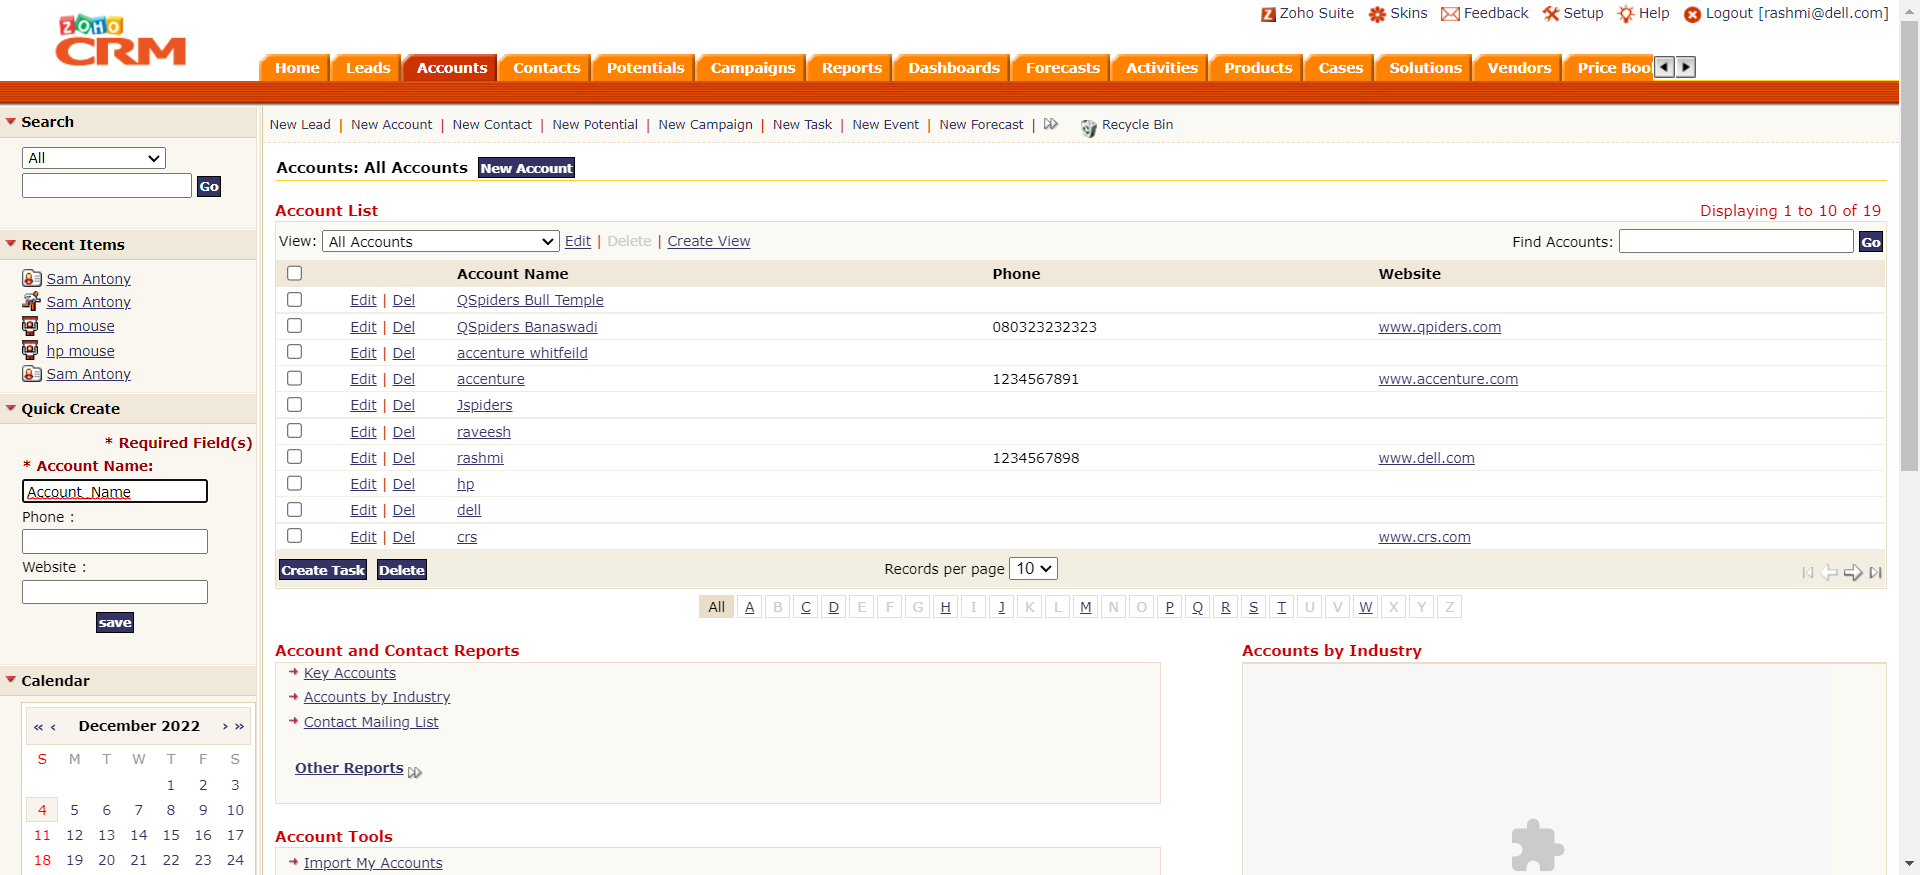 Zoho Suite Skins Feedback Setup Help Logout [rashmi@dell.com]
ZOHO
CRM
Home Leads Accounts Contacts Potentials Campaigns Reports Dashboards Forecasts Activities Products Cases Solutions Vendors Price Boo
Search
All
Go
Recent Items
Sam Antony
Sam Antony
hp mouse
hp mouse
Sam Antony
Quick Create
* Required Field(s)
* Account Name:
Account_Name
Phone :
Website :
save
Calendar
« ‹ December 2022 › »
S M T W T F S
1 2 3
4 5 6 7 8 9 10
11 12 13 14 15 16 17
18 19 20 21 22 23 24
New Lead | New Account | New Contact | New Potential | New Campaign | New Task | New Event | New Forecast | Recycle Bin
Accounts: All Accounts New Account
Account List Displaying 1 to 10 of 19
View: All Accounts Edit | Delete | Create View Find Accounts: Go
Account Name Phone Website
Edit | Del QSpiders Bull Temple
Edit | Del QSpiders Banaswadi 080323232323 www.qpiders.com
Edit | Del accenture whitfeild
Edit | Del accenture 1234567891 www.accenture.com
Edit | Del Jspiders
Edit | Del raveesh
Edit | Del rashmi 1234567898 www.dell.com
Edit | Del hp
Edit | Del dell
Edit | Del crs www.crs.com
Create Task Delete Records per page 10
All A B C D E F G H I J K L M N O P Q R S T U V W X Y Z
Account and Contact Reports
Key Accounts
Accounts by Industry
Contact Mailing List
Other Reports
Accounts by Industry
Account Tools
Import My Accounts